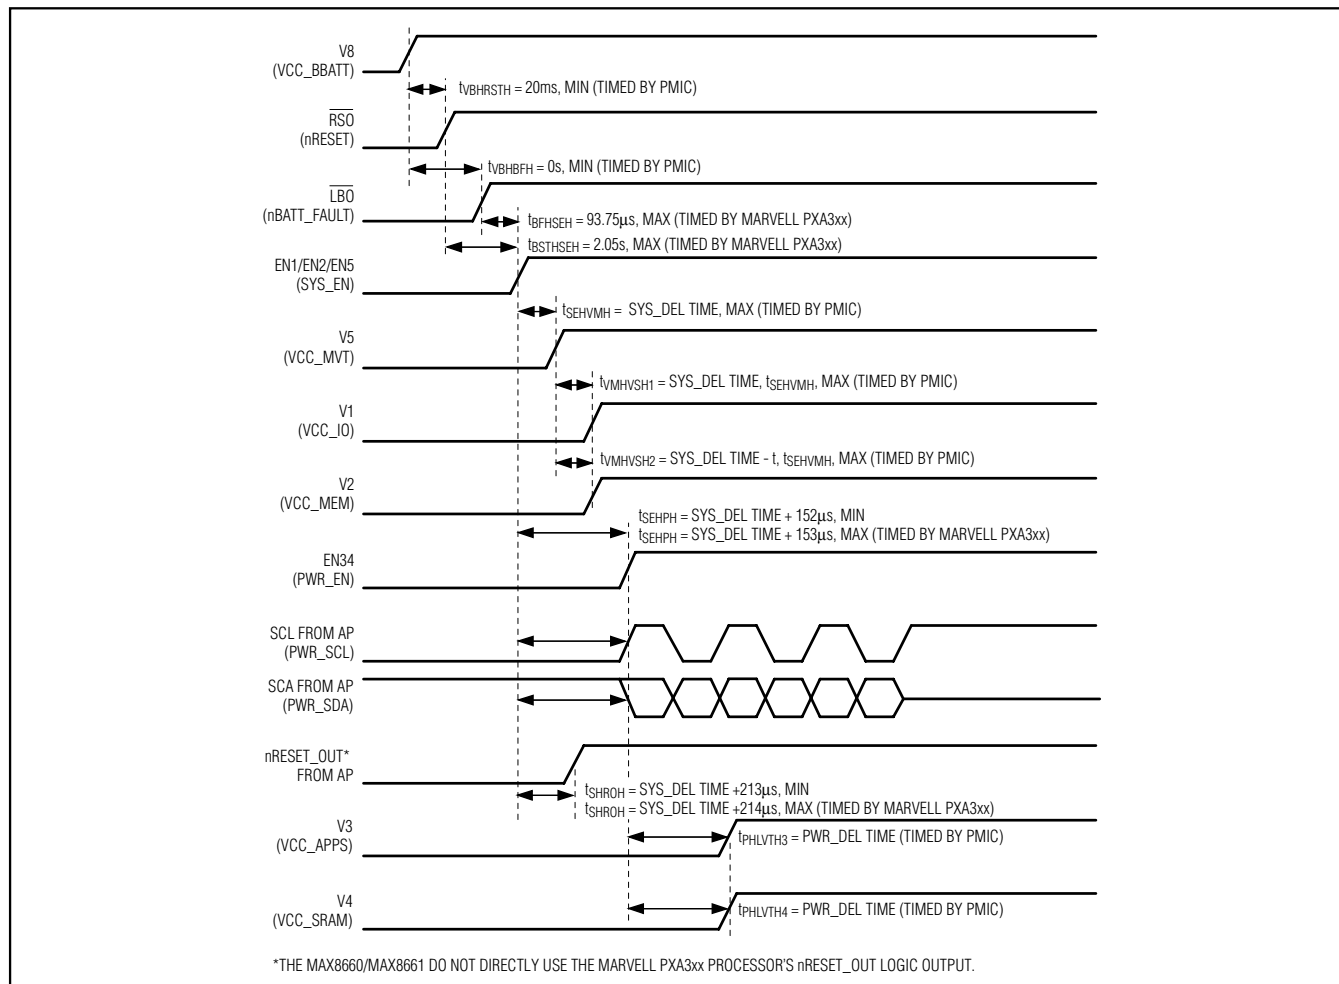 V8
(VCC_BBATT)
tVBHRSTH = 20ms, MIN (TIMED BY PMIC)
RSO
(nRESET)
tVBHBFH = 0s, MIN (TIMED BY PMIC)
LBO
(nBATT_FAULT)
tBFHSEH = 93.75µs, MAX (TIMED BY MARVELL PXA3xx)
tBSTHSEH = 2.05s, MAX (TIMED BY MARVELL PXA3xx)
EN1/EN2/EN5
(SYS_EN)
tSEHVMH = SYS_DEL TIME, MAX (TIMED BY PMIC)
V5
(VCC_MVT)
tVMHVSH1 = SYS_DEL TIME, tSEHVMH, MAX (TIMED BY PMIC)
V1
(VCC_IO)
tVMHVSH2 = SYS_DEL TIME - t, tSEHVMH, MAX (TIMED BY PMIC)
V2
(VCC_MEM)
tSEHPH = SYS_DEL TIME + 152µs, MIN
tSEHPH = SYS_DEL TIME + 153µs, MAX (TIMED BY MARVELL PXA3xx)
EN34
(PWR_EN)
SCL FROM AP
(PWR_SCL)
SCA FROM AP
(PWR_SDA)
nRESET_OUT*
FROM AP
tSHROH = SYS_DEL TIME +213µs, MIN
tSHROH = SYS_DEL TIME +214µs, MAX (TIMED BY MARVELL PXA3xx)
V3
(VCC_APPS)
tPHLVTH3 = PWR_DEL TIME (TIMED BY PMIC)
V4
(VCC_SRAM)
tPHLVTH4 = PWR_DEL TIME (TIMED BY PMIC)
*THE MAX8660/MAX8661 DO NOT DIRECTLY USE THE MARVELL PXA3xx PROCESSOR'S nRESET_OUT LOGIC OUTPUT.